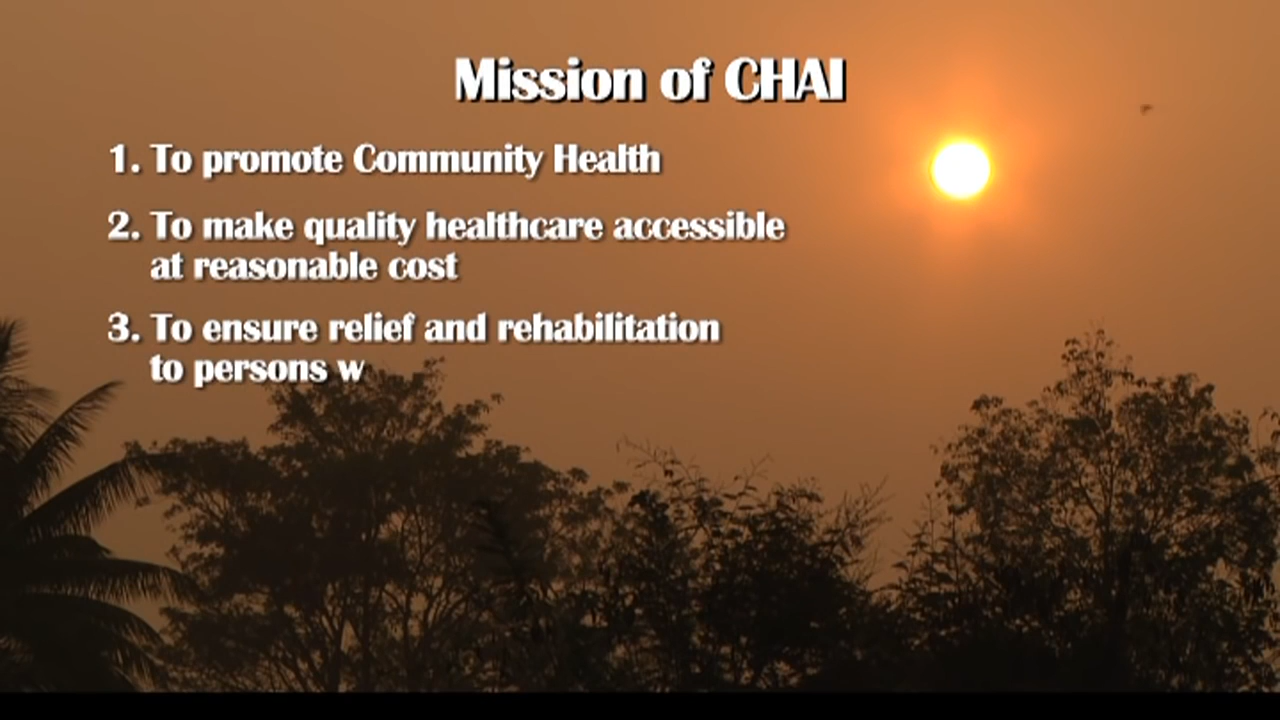 Mission of CHAI
1. To promote Community Health
2. To make quality healthcare accessible
at reasonable cost
3. To ensure relief and rehabilitation
to persons w